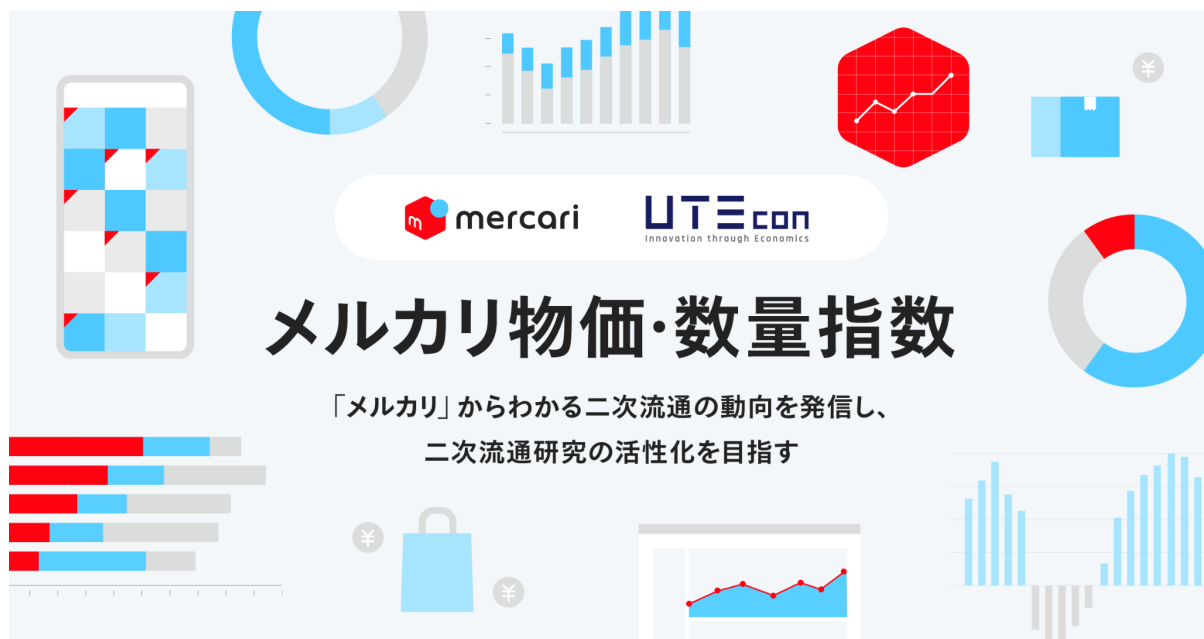 mercari
UTEcon
Innovation through Economics
メルカリ物価・数量指数
「メルカリ」からわかる二次流通の動向を発信し、
二次流通研究の活性化を目指す
m
¥
¥
¥